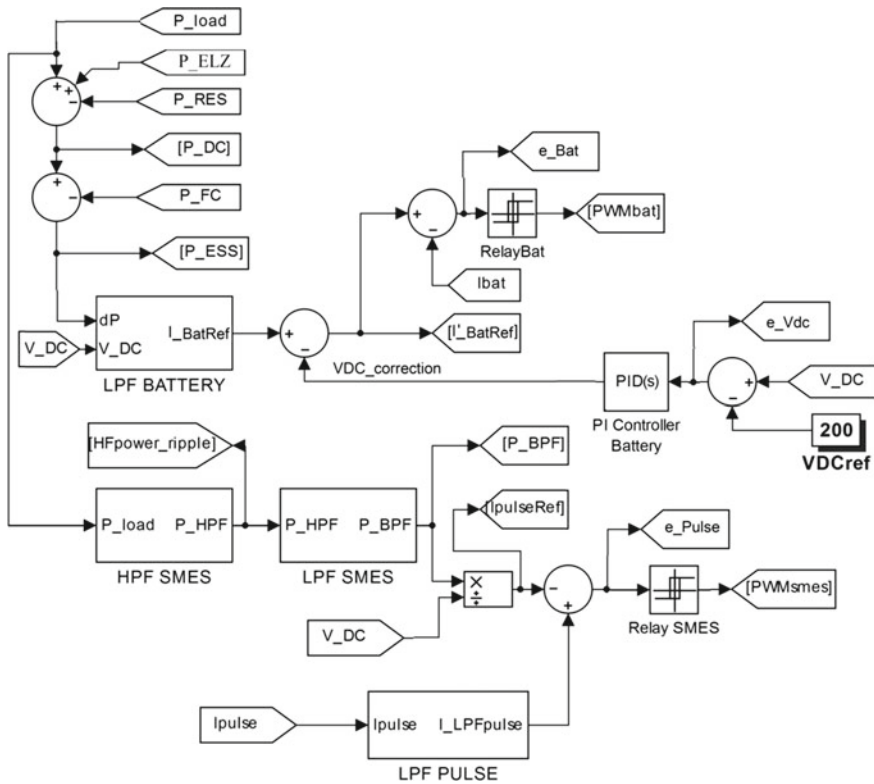 P_load
P_ELZ
P_RES
[P_DC]
P_FC
[P_ESS]
e_Bat
[PWMbat]
RelayBat
Ibat
dP
V_DC
V_DC
I_BatRef
LPF BATTERY
[I'_BatRef]
VDC_correction
e_Vdc
PID(s)
PI Controller
Battery
V_DC
200
VDCref
[HFpower_ripple]
[P_BPF]
[IpulseRef]
P_load P_HPF
HPF SMES
P_HPF P_BPF
LPF SMES
e_Pulse
[PWMsmes]
Relay SMES
V_DC
Ipulse
Ipulse I_LPFpulse
LPF PULSE